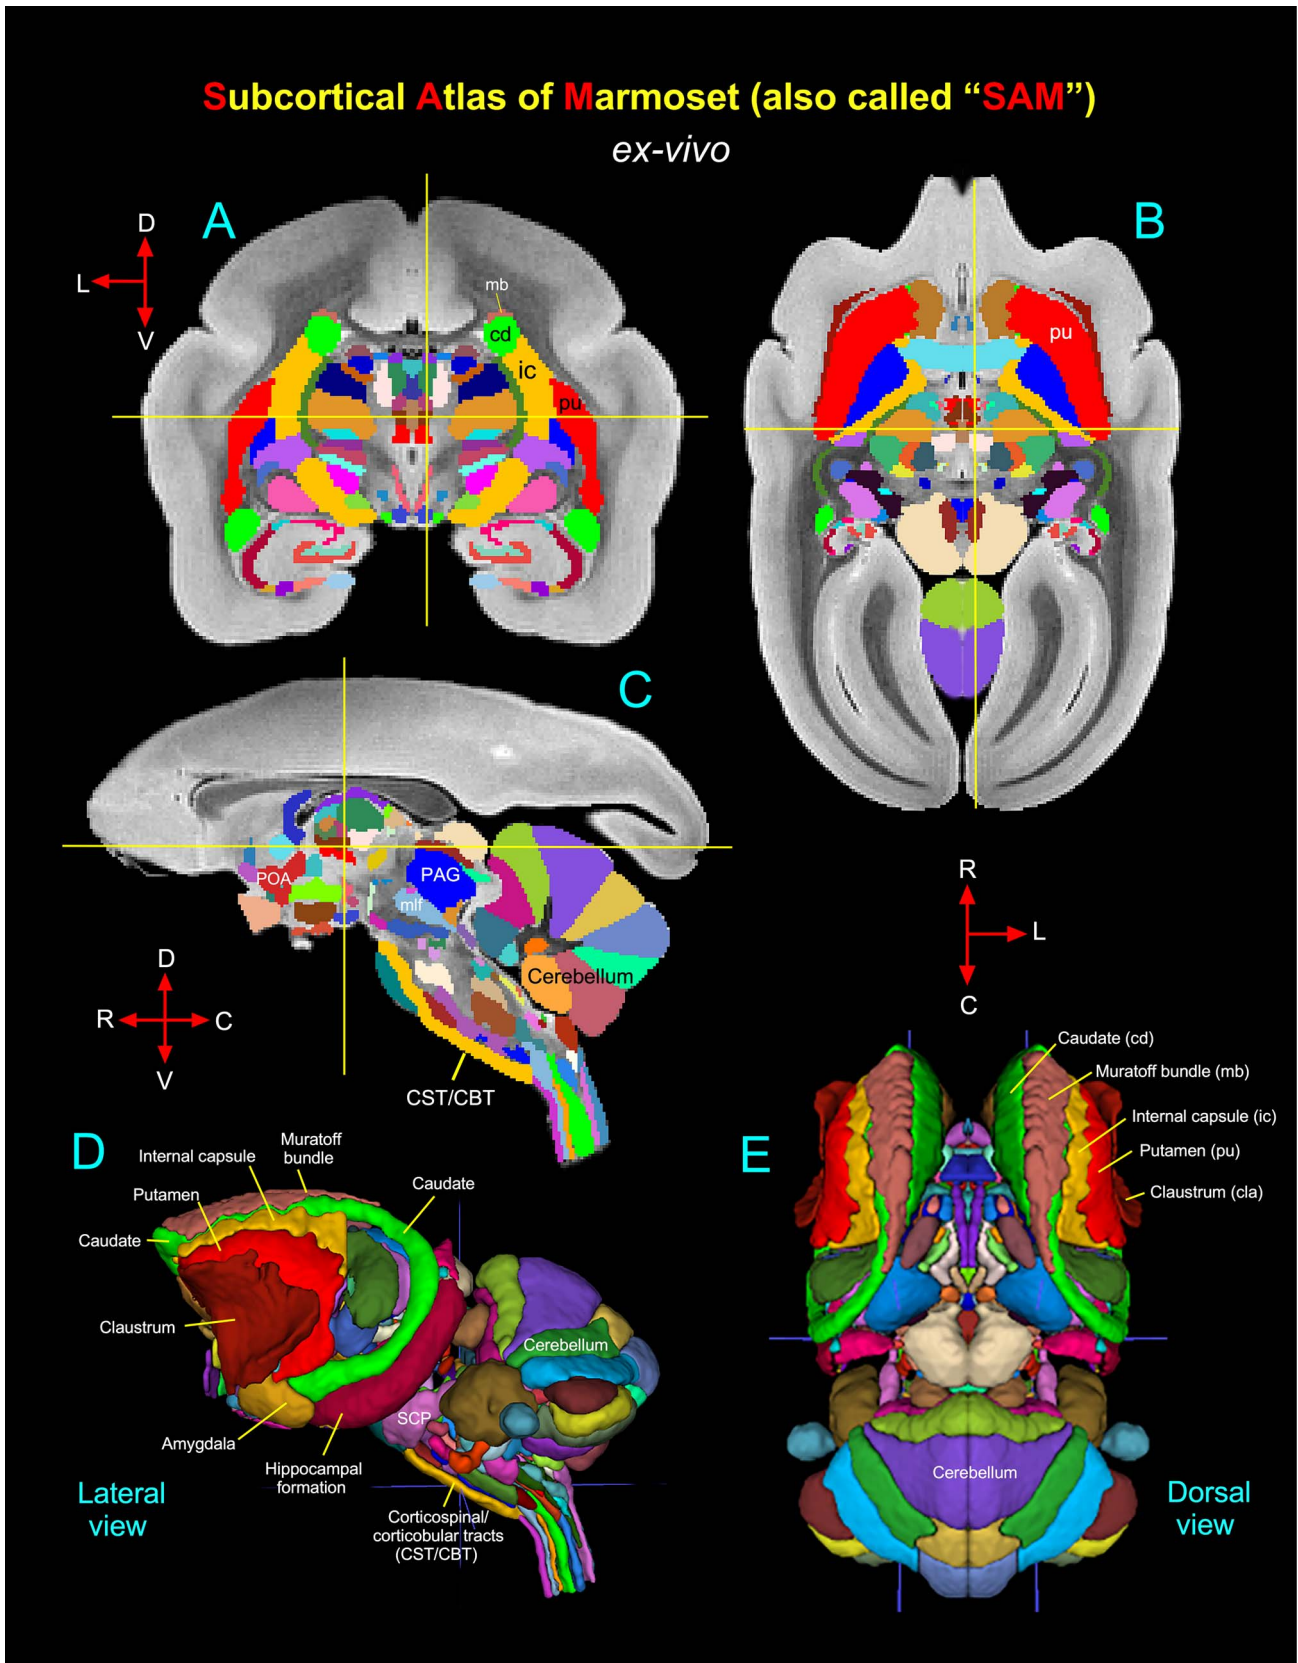 Subcortical Atlas of Marmoset (also called “SAM”)
ex-vivo
A
D
L
V
mb
cd
ic
pu
B
pu
C
POA
PAG
mlf
Cerebellum
CST/CBT
D
R
C
V
R
L
C
D
Muratoff
bundle
Internal capsule
Putamen
Caudate
Caudate
Claustrum
Amygdala
Hippocampal
formation
SCP
Cerebellum
Corticospinal/
corticobular tracts
(CST/CBT)
Lateral
view
E
Caudate (cd)
Muratoff bundle (mb)
Internal capsule (ic)
Putamen (pu)
Claustrum (cla)
Cerebellum
Dorsal
view